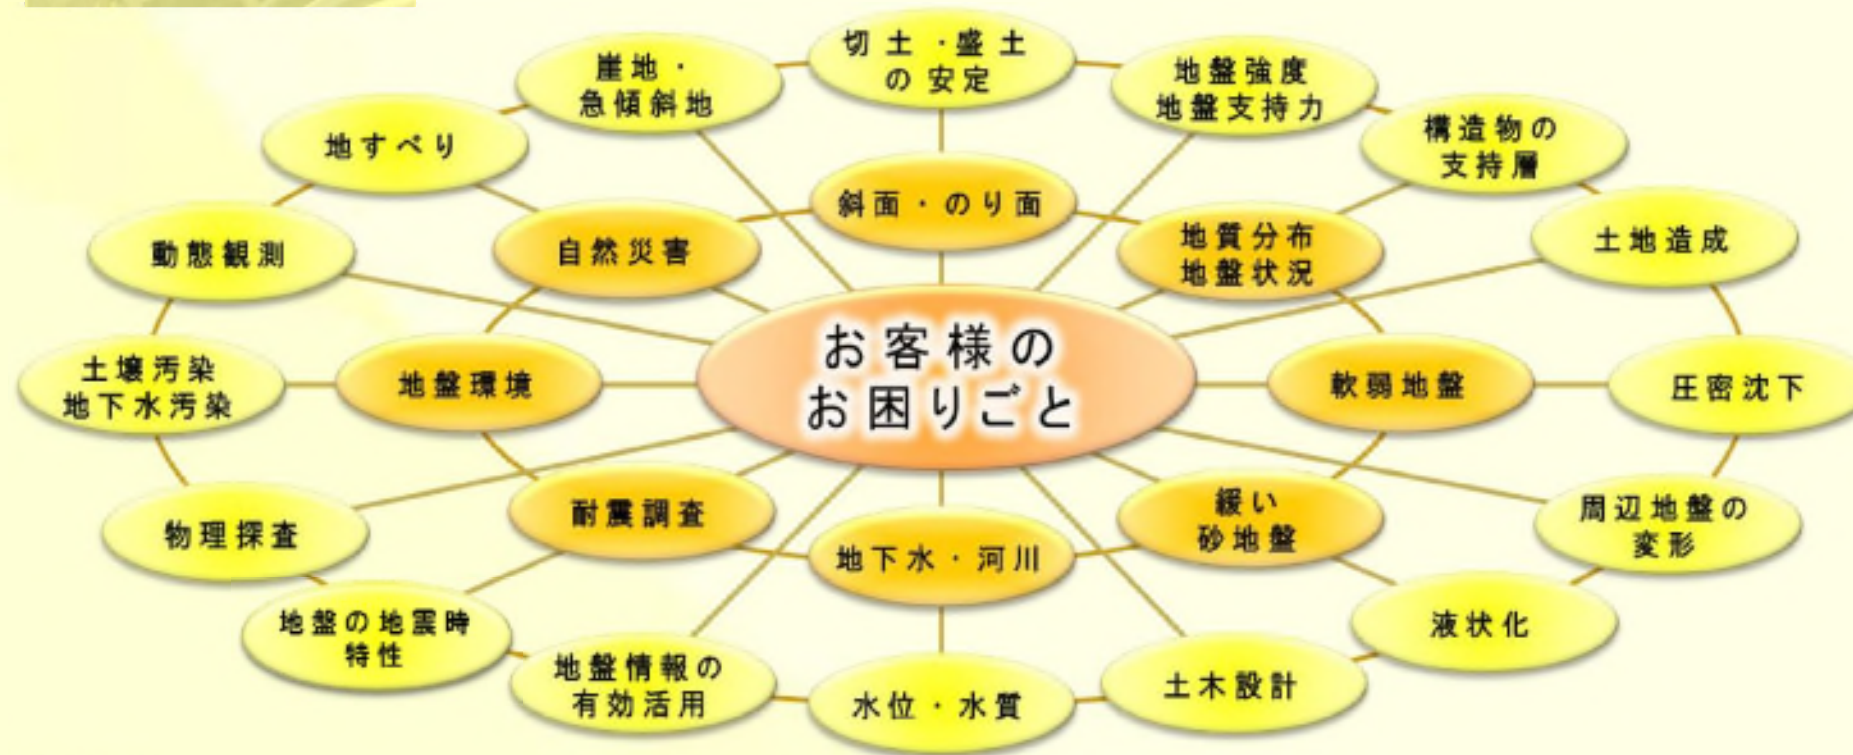 切土・盛土
の安定
崖地・
急傾斜地
地盤強度
地盤支持力
構造物の
支持層
地すべり
斜面・のり面
自然災害
地質分布
地盤状況
土地造成
動態観測
お客様の
お困りごと
土壌汚染
地下水汚染
地盤環境
軟弱地盤
圧密沈下
物理探査
耐震調査
地下水・河川
緩い
砂地盤
周辺地盤の
変形
地盤の地震時
特性
液状化
地盤情報の
有効活用
水位・水質
土木設計